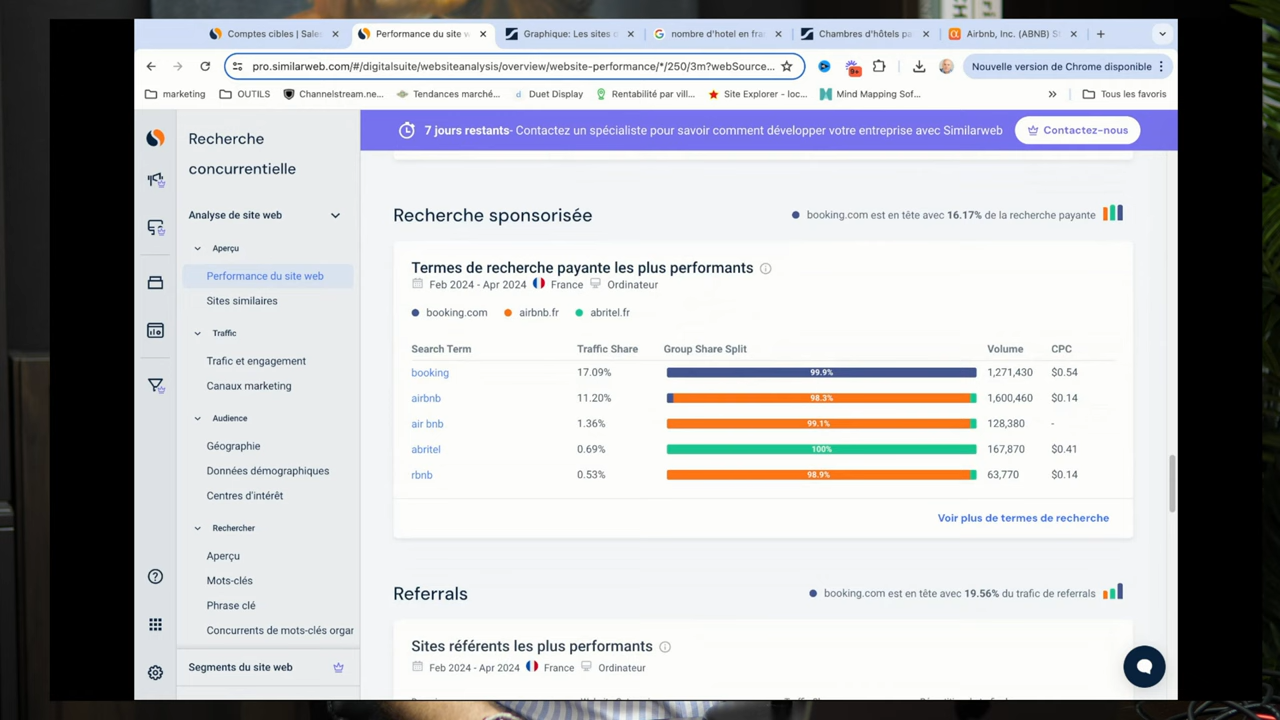 Comptes cibles | Sales
Performance du site w
Graphique: Les sites d
nombre d'hotel en fra
Chambres d'hôtels pa
Airbnb, Inc. (ABNB) S
pro.similarweb.com/#/digitalsuite/websiteanalysis/overview/website-performance/*/250/3m?webSource...
9+
Nouvelle version de Chrome disponible
marketing
OUTILS
Channelstream.ne...
Tendances marché...
Duet Display
Rentabilité par vill...
Site Explorer - loc...
Mind Mapping Sof...
Tous les favoris
7 jours restants- Contactez un spécialiste pour savoir comment développer votre entreprise avec Similarweb
Contactez-nous
Recherche
concurrentielle
Analyse de site web
Aperçu
Performance du site web
Sites similaires
Traffic
Trafic et engagement
Canaux marketing
Audience
Géographie
Données démographiques
Centres d'intérêt
Rechercher
Aperçu
Mots-clés
Phrase clé
Concurrents de mots-clés organ
Segments du site web
Recherche sponsorisée
booking.com est en tête avec 16.17% de la recherche payante
Termes de recherche payante les plus performants
Feb 2024 - Apr 2024 France Ordinateur
booking.com airbnb.fr abritel.fr
Search Term Traffic Share Group Share Split Volume CPC
booking 17.09% 99.9% 1,271,430 $0.54
airbnb 11.20% 98.3% 1,600,460 $0.14
air bnb 1.36% 99.1% 128,380 -
abritel 0.69% 100% 167,870 $0.41
rbnb 0.53% 98.9% 63,770 $0.14
Voir plus de termes de recherche
Referrals
booking.com est en tête avec 19.56% du trafic de referrals
Sites référents les plus performants
Feb 2024 - Apr 2024 France Ordinateur